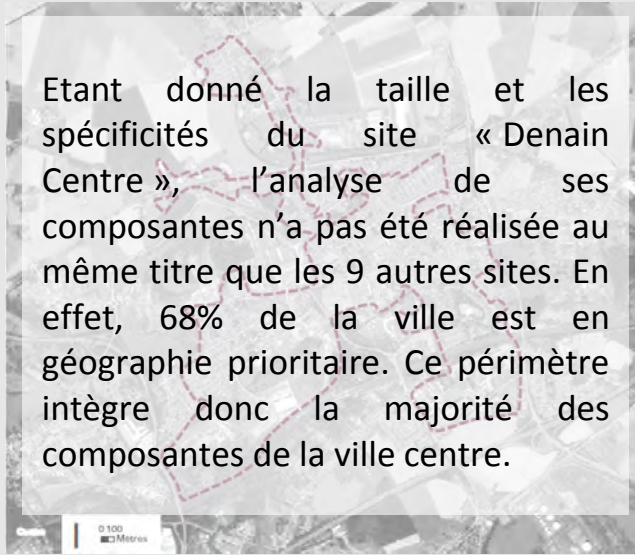 Etant donné la taille et les
spécificités du site « Denain
Centre », l’analyse de ses
composantes n’a pas été réalisée au
même titre que les 9 autres sites. En
effet, 68% de la ville est en
géographie prioritaire. Ce périmètre
intègre donc la majorité des
composantes de la ville centre.
0 100
Mètres